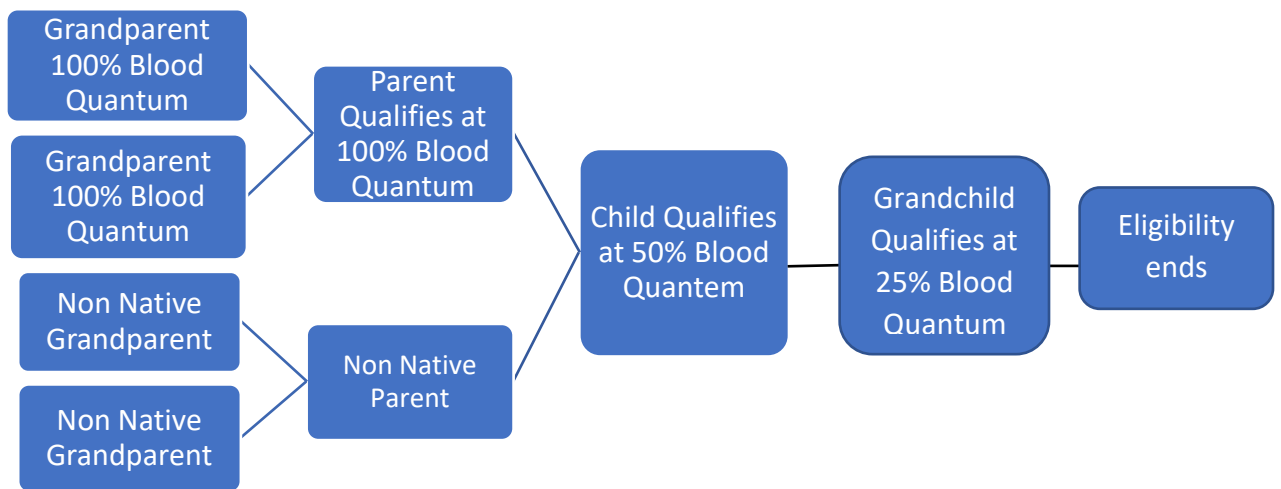 Grandparent
100% Blood
Quantum
Grandparent
100% Blood
Quantum
Non Native
Grandparent
Non Native
Grandparent
Parent
Qualifies at
100% Blood
Quantum
Non Native
Parent
Child Qualifies
at 50% Blood
Quantem
Grandchild
Qualifies at
25% Blood
Quantum
Eligibility
ends